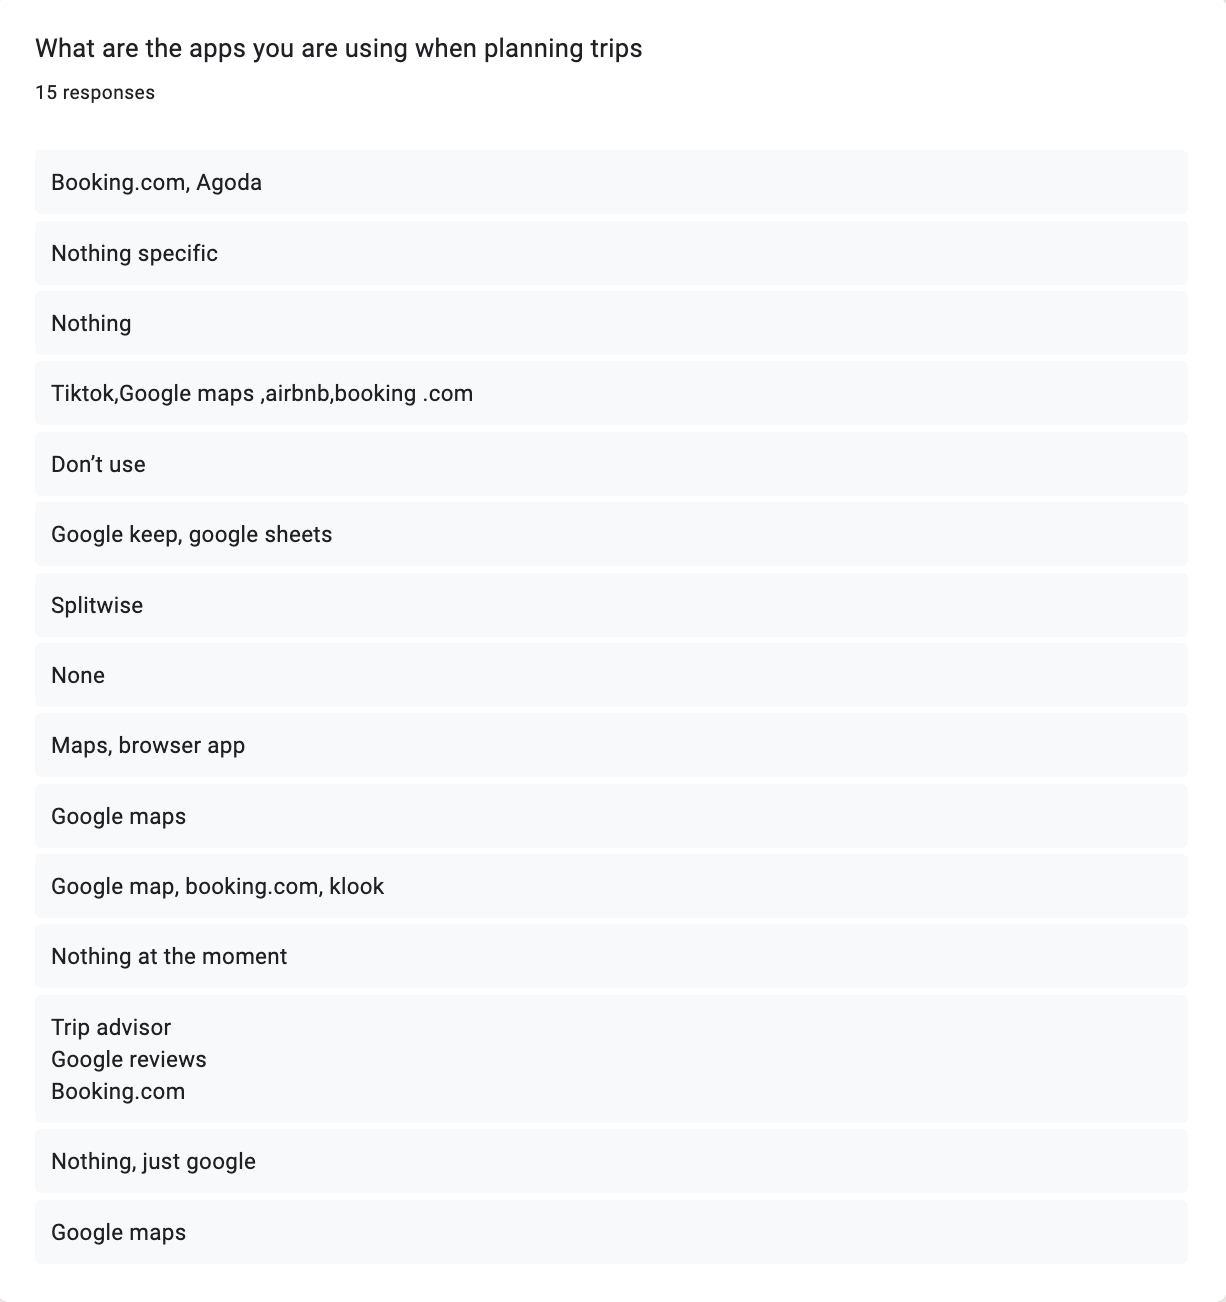 What are the apps you are using when planning trips
15 responses
Booking.com, Agoda
Nothing specific
Nothing
Tiktok,Google maps ,airbnb,booking .com
Don’t use
Google keep, google sheets
Splitwise
None
Maps, browser app
Google maps
Google map, booking.com, klook
Nothing at the moment
Trip advisor
Google reviews
Booking.com
Nothing, just google
Google maps